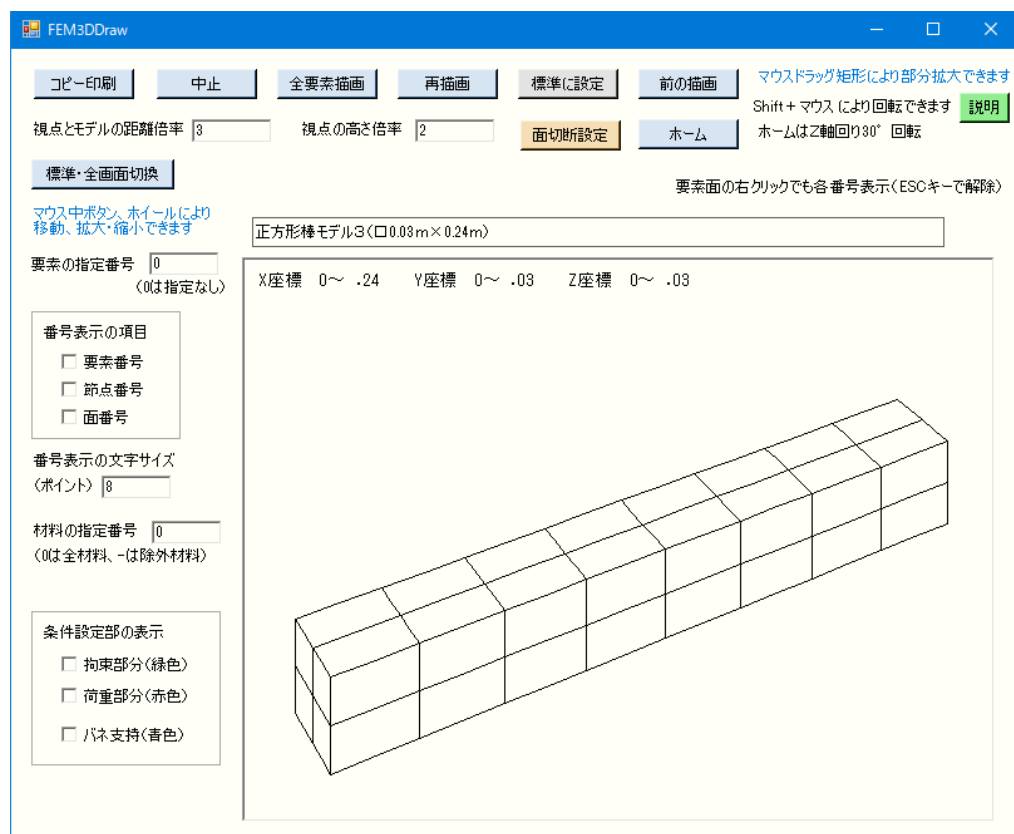 FEM3DDraw
コピー印刷 中止 全要素描画 再描画 標準に設定 前の描画 マウスドラッグ矩形により部分拡大できます
Shift+マウスにより回転できます 説明
視点とモデルの距離倍率 3 視点の高さ倍率 2 面切断設定 ホーム ホームはZ軸回り30° 回転
標準・全画面切換
要素面の右クリックでも各番号表示(ESCキーで解除)
マウス中ボタン、ホイールにより
移動、拡大・縮小できます
正方形棒モデル3(口0.03m×0.24m)
要素の指定番号 0
(0は指定なし)
X座標 0～ .24 Y座標 0～ .03 Z座標 0～ .03
番号表示の項目
要素番号
節点番号
面番号
番号表示の文字サイズ
(ポイント) 8
材料の指定番号 0
(0は全材料、-は除外材料)
条件設定部の表示
拘束部分(緑色)
荷重部分(赤色)
バネ支持(青色)